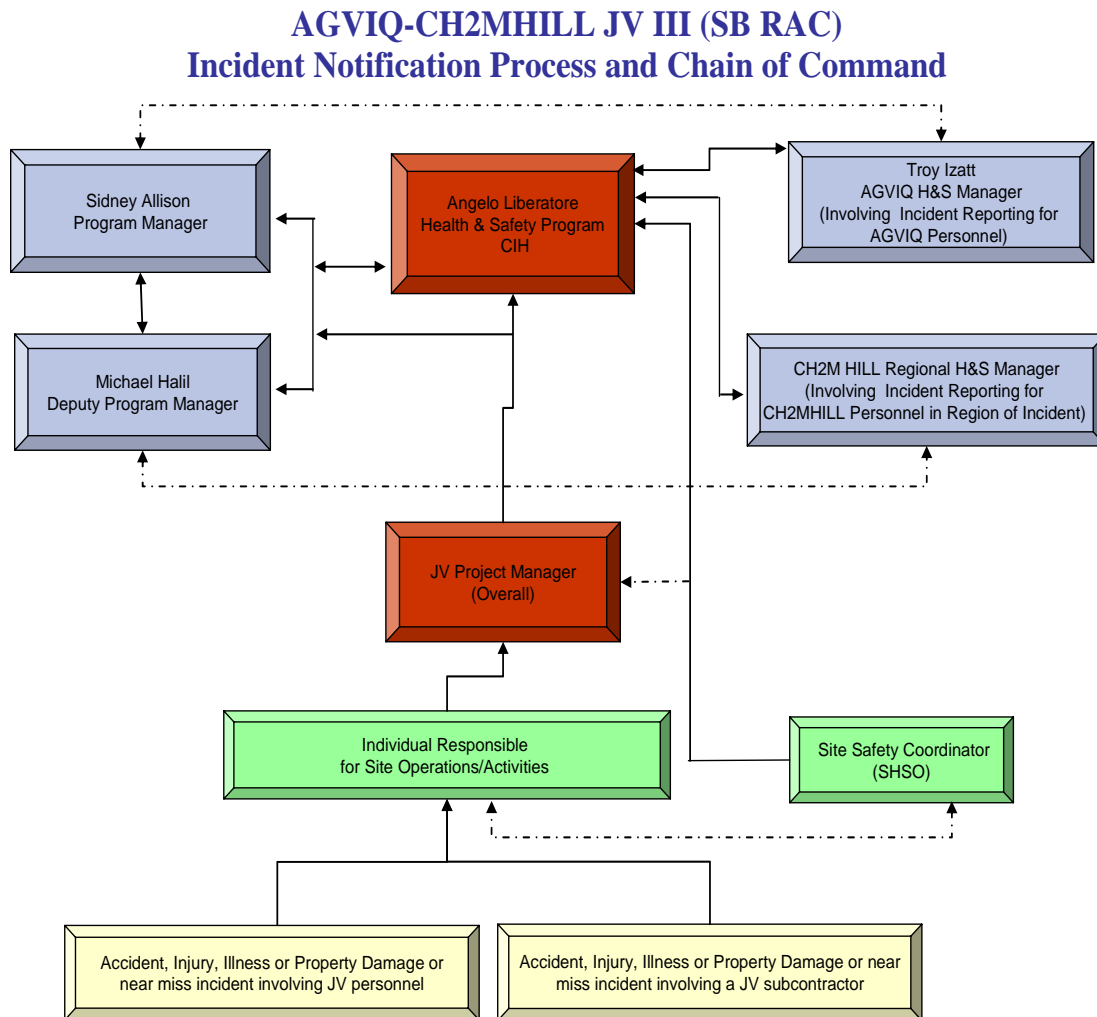 AGVIQ-CH2MHILL JV III (SB RAC)
Incident Notification Process and Chain of Command
Sidney Allison
Program Manager
Angelo Liberatore
Health & Safety Program
CIH
Troy Izatt
AGVIQ H&S Manager
(Involving Incident Reporting for
AGVIQ Personnel)
Michael Halil
Deputy Program Manager
CH2M HILL Regional H&S Manager
(Involving Incident Reporting for
CH2MHILL Personnel in Region of Incident)
JV Project Manager
(Overall)
Individual Responsible
for Site Operations/Activities
Site Safety Coordinator
(SHSO)
Accident, Injury, Illness or Property Damage or
near miss incident involving JV personnel
Accident, Injury, Illness or Property Damage or near
miss incident involving a JV subcontractor